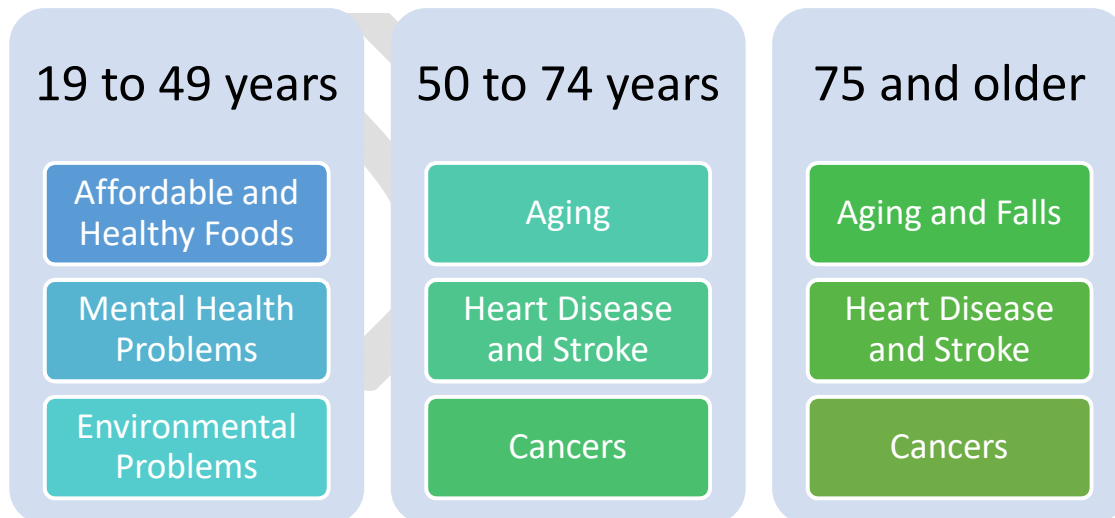 19 to 49 years
Affordable and
Healthy Foods
Mental Health
Problems
Environmental
Problems
50 to 74 years
Aging
Heart Disease
and Stroke
Cancers
75 and older
Aging and Falls
Heart Disease
and Stroke
Cancers